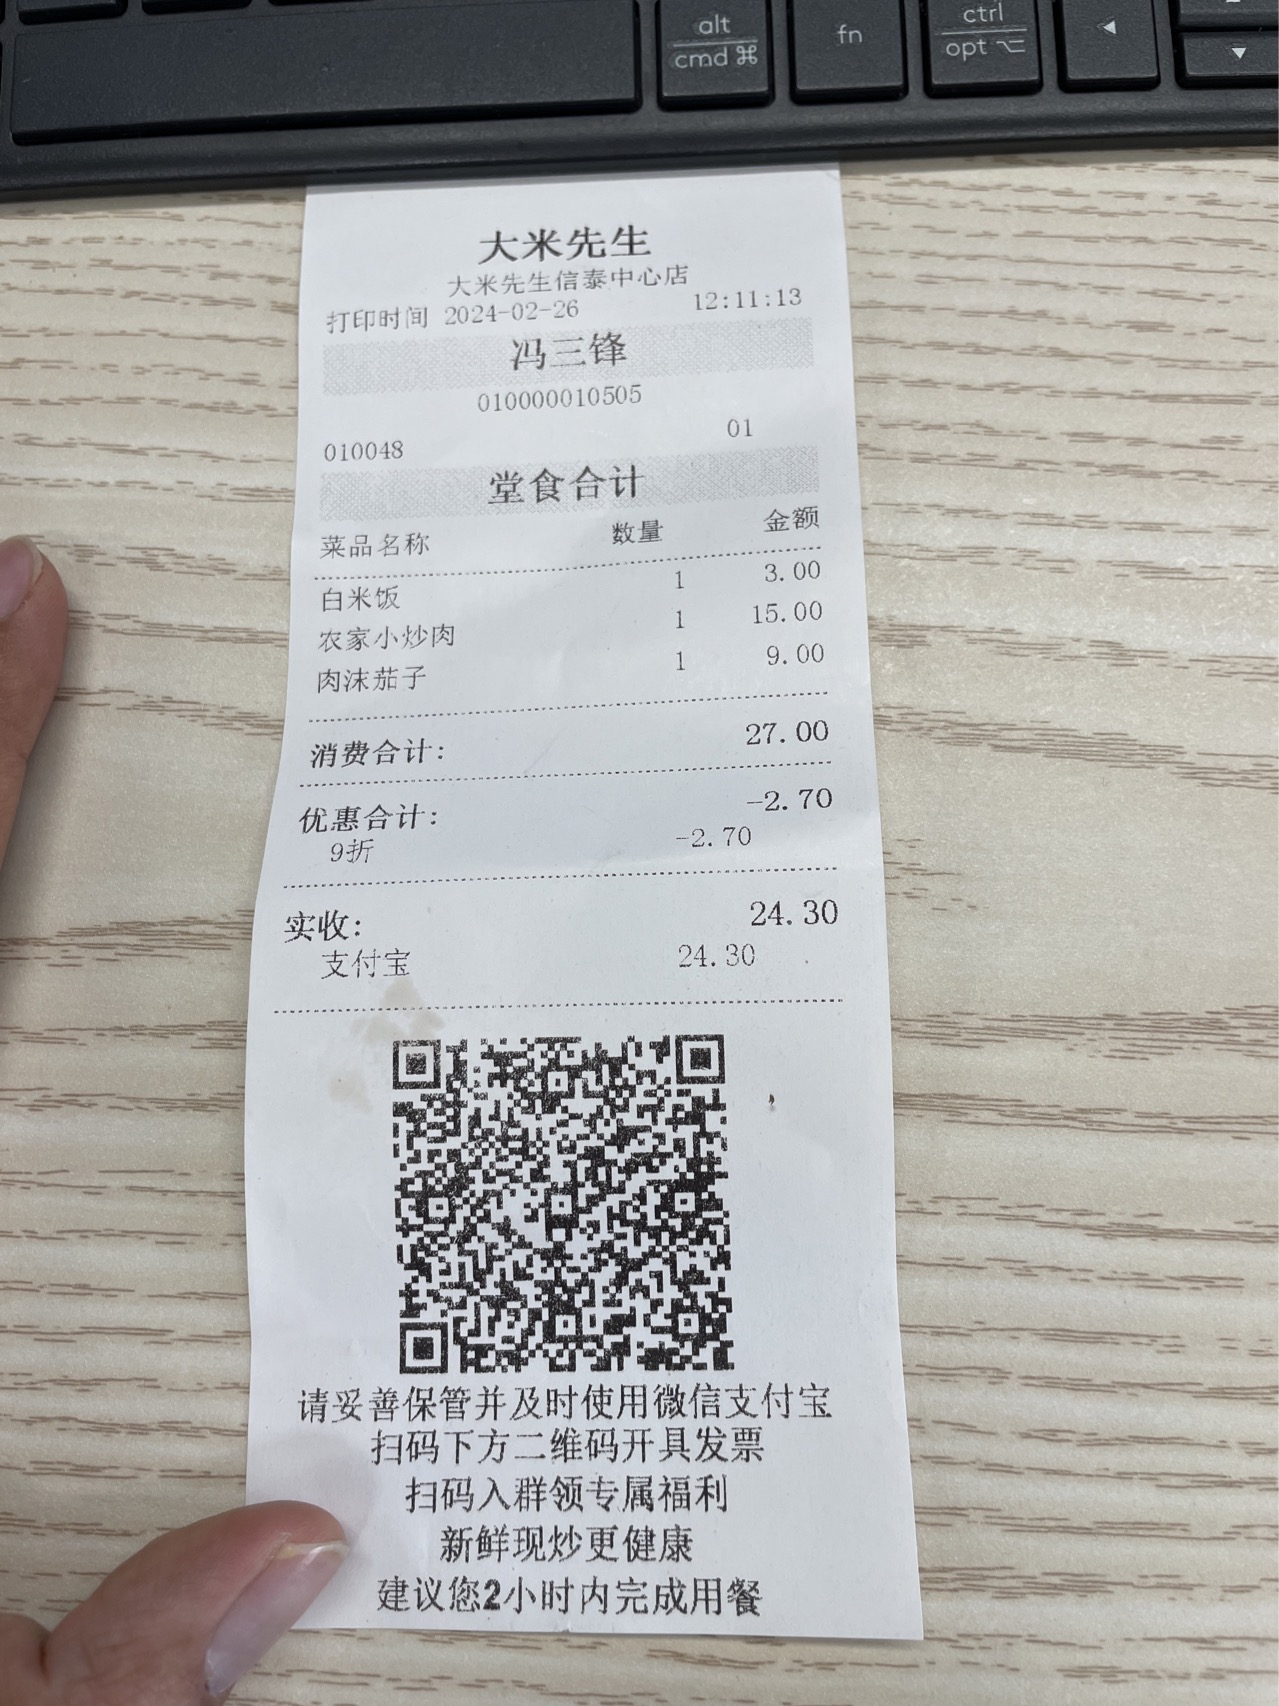 alt
cmd ⌘
fn
ctrl
opt ⌥
◀
▼
大米先生
大米先生信泰中心店
打印时间 2024-02-26 12:11:13
冯三锋
010000010505
010048 01
堂食合计
菜品名称 数量 金额
白米饭 1 3.00
农家小炒肉 1 15.00
肉沫茄子 1 9.00
消费合计: 27.00
优惠合计: -2.70
9折 -2.70
实收: 24.30
支付宝 24.30
请妥善保管并及时使用微信支付宝
扫码下方二维码开具发票
扫码入群领专属福利
新鲜现炒更健康
建议您2小时内完成用餐